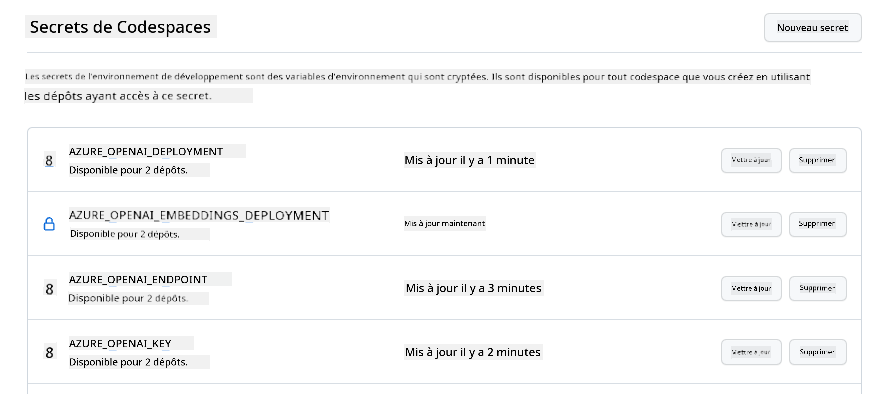 Secrets de Codespaces
Nouveau secret
Les secrets de l'environnement de développement sont des variables d'environnement qui sont cryptées. Ils sont disponibles pour tout codespace que vous créez en utilisant
les dépôts ayant accès à ce secret.
8 AZURE_OPENAI_DEPLOYMENT
Disponible pour 2 dépôts.
Mis à jour il y a 1 minute
Mettre à jour
Supprimer
AZURE_OPENAI_EMBEDDINGS_DEPLOYMENT
Disponible pour 2 dépôts.
Mis à jour maintenant
Mettre à jour
Supprimer
8 AZURE_OPENAI_ENDPOINT
Disponible pour 2 dépôts.
Mis à jour il y a 3 minutes
Mettre à jour
Supprimer
8 AZURE_OPENAI_KEY
Disponible pour 2 dépôts.
Mis à jour il y a 2 minutes
Mettre à jour
Supprimer